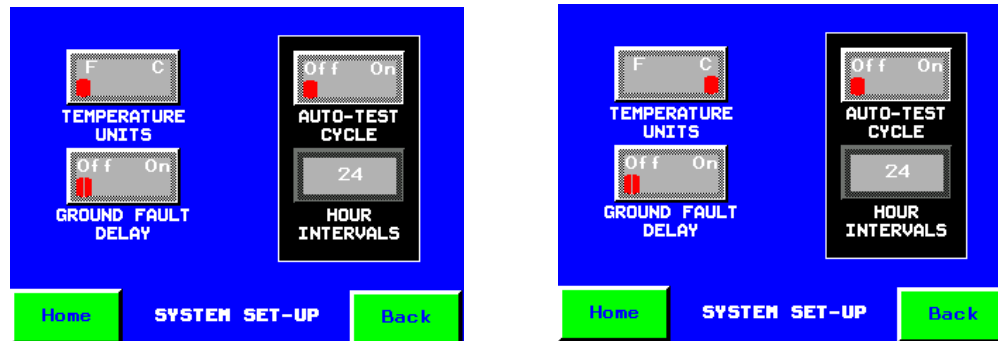 F C
TEMPERATURE
UNITS
Off On
GROUND FAULT
DELAY
Off On
AUTO-TEST
CYCLE
24
HOUR
INTERVALS
Home SYSTEM SET-UP Back
F C
TEMPERATURE
UNITS
Off On
GROUND FAULT
DELAY
Off On
AUTO-TEST
CYCLE
24
HOUR
INTERVALS
Home SYSTEM SET-UP Back